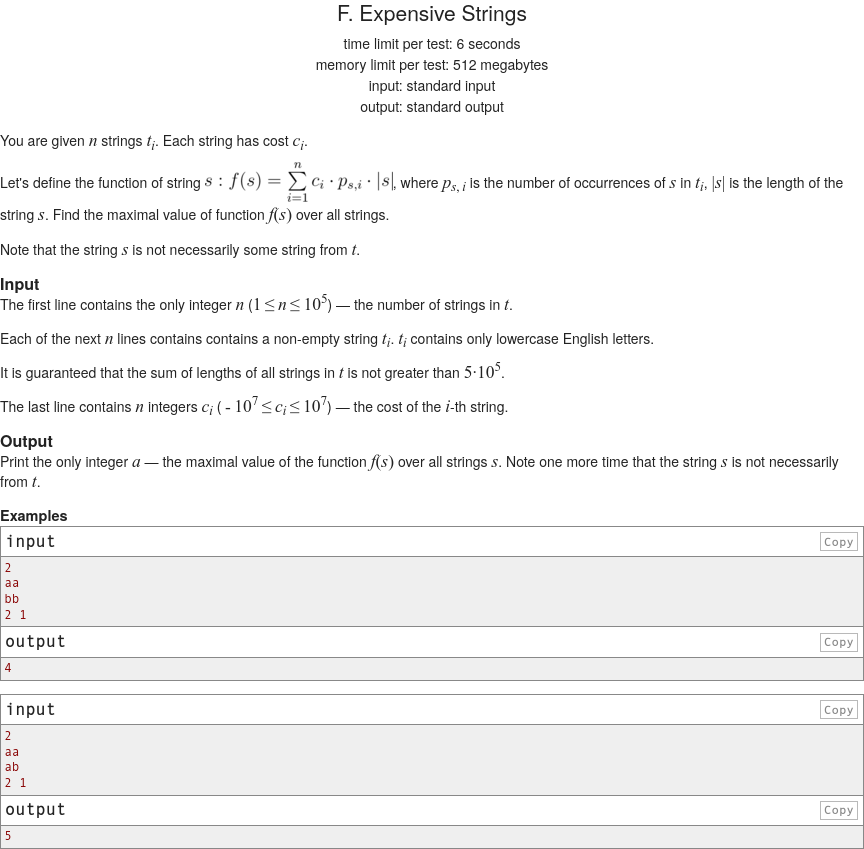 F. Expensive Strings
time limit per test: 6 seconds
memory limit per test: 512 megabytes
input: standard input
output: standard output
You are given n strings t_i. Each string has cost c_i.
Let's define the function of string s : f(s) = ∑_{i=1}^{n} c_i · p_{s,i} · |s|, where p_{s, i} is the number of occurrences of s in t_i, |s| is the length of the
string s. Find the maximal value of function f(s) over all strings.
Note that the string s is not necessarily some string from t.
Input
The first line contains the only integer n (1 ≤ n ≤ 10^5) — the number of strings in t.
Each of the next n lines contains contains a non-empty string t_i. t_i contains only lowercase English letters.
It is guaranteed that the sum of lengths of all strings in t is not greater than 5·10^5.
The last line contains n integers c_i ( - 10^7 ≤ c_i ≤ 10^7) — the cost of the i-th string.
Output
Print the only integer a — the maximal value of the function f(s) over all strings s. Note one more time that the string s is not necessarily
from t.
Examples
input Copy
2
aa
bb
2 1
output Copy
4
input Copy
2
aa
ab
2 1
output Copy
5